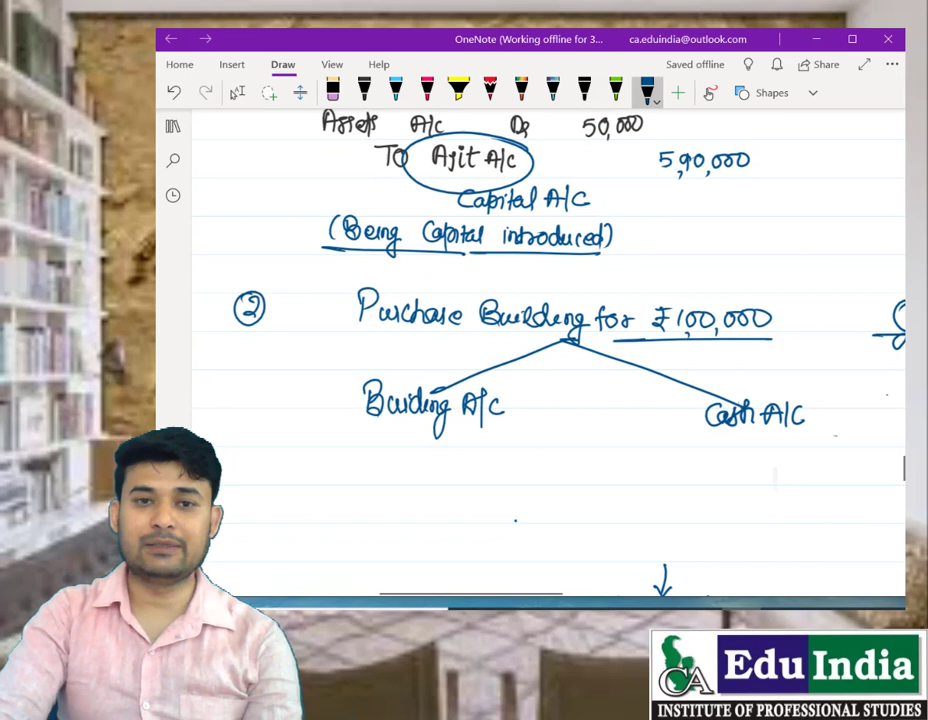 OneNote (Working offline for 3...
ca.eduindia@outlook.com
Home Insert Draw View Help
Saved offline
Share
Shapes
Assets A/c Dr 50,000
To Ajit A/c 5,90,000
Capital A/c
(Being Capital introduced)
② Purchase Building for ₹1,00,000
Building A/c Cash A/c
CA
Edu India
INSTITUTE OF PROFESSIONAL STUDIES